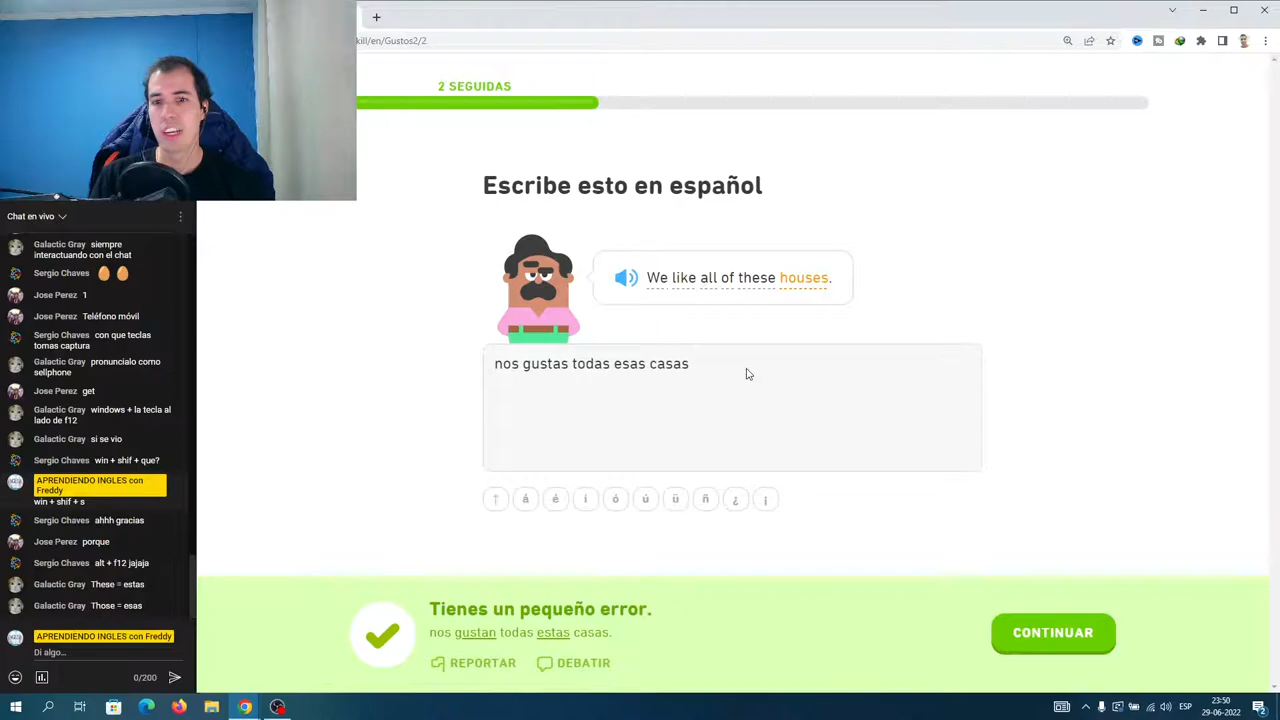 kill/en/Gustos2/2
2 SEGUIDAS
Escribe esto en español
We like all of these houses.
nos gustas todas esas casas
↑ á é í ó ú ü ñ ¿ ¡
Tienes un pequeño error.
nos gustan todas estas casas.
REPORTAR DEBATIR
CONTINUAR
Chat en vivo
Galactic Gray siempre
interactuando con el chat
Sergio Chaves
Jose Perez 1
Jose Perez Teléfono móvil
Sergio Chaves con que teclas
tomas captura
Galactic Gray pronuncialo como
sellphone
Jose Perez get
Galactic Gray windows + la tecla al
lado de f12
Galactic Gray si se vio
Sergio Chaves win + shif + que?
APRENDIENDO INGLES con
Freddy
win + shif + s
Sergio Chaves ahhh gracias
Jose Perez porque
Sergio Chaves alt + f12 jajaja
Galactic Gray These = estas
Galactic Gray Those = esas
APRENDIENDO INGLES con Freddy
Di algo...
0/200
ESP
23:50
29-06-2022
2